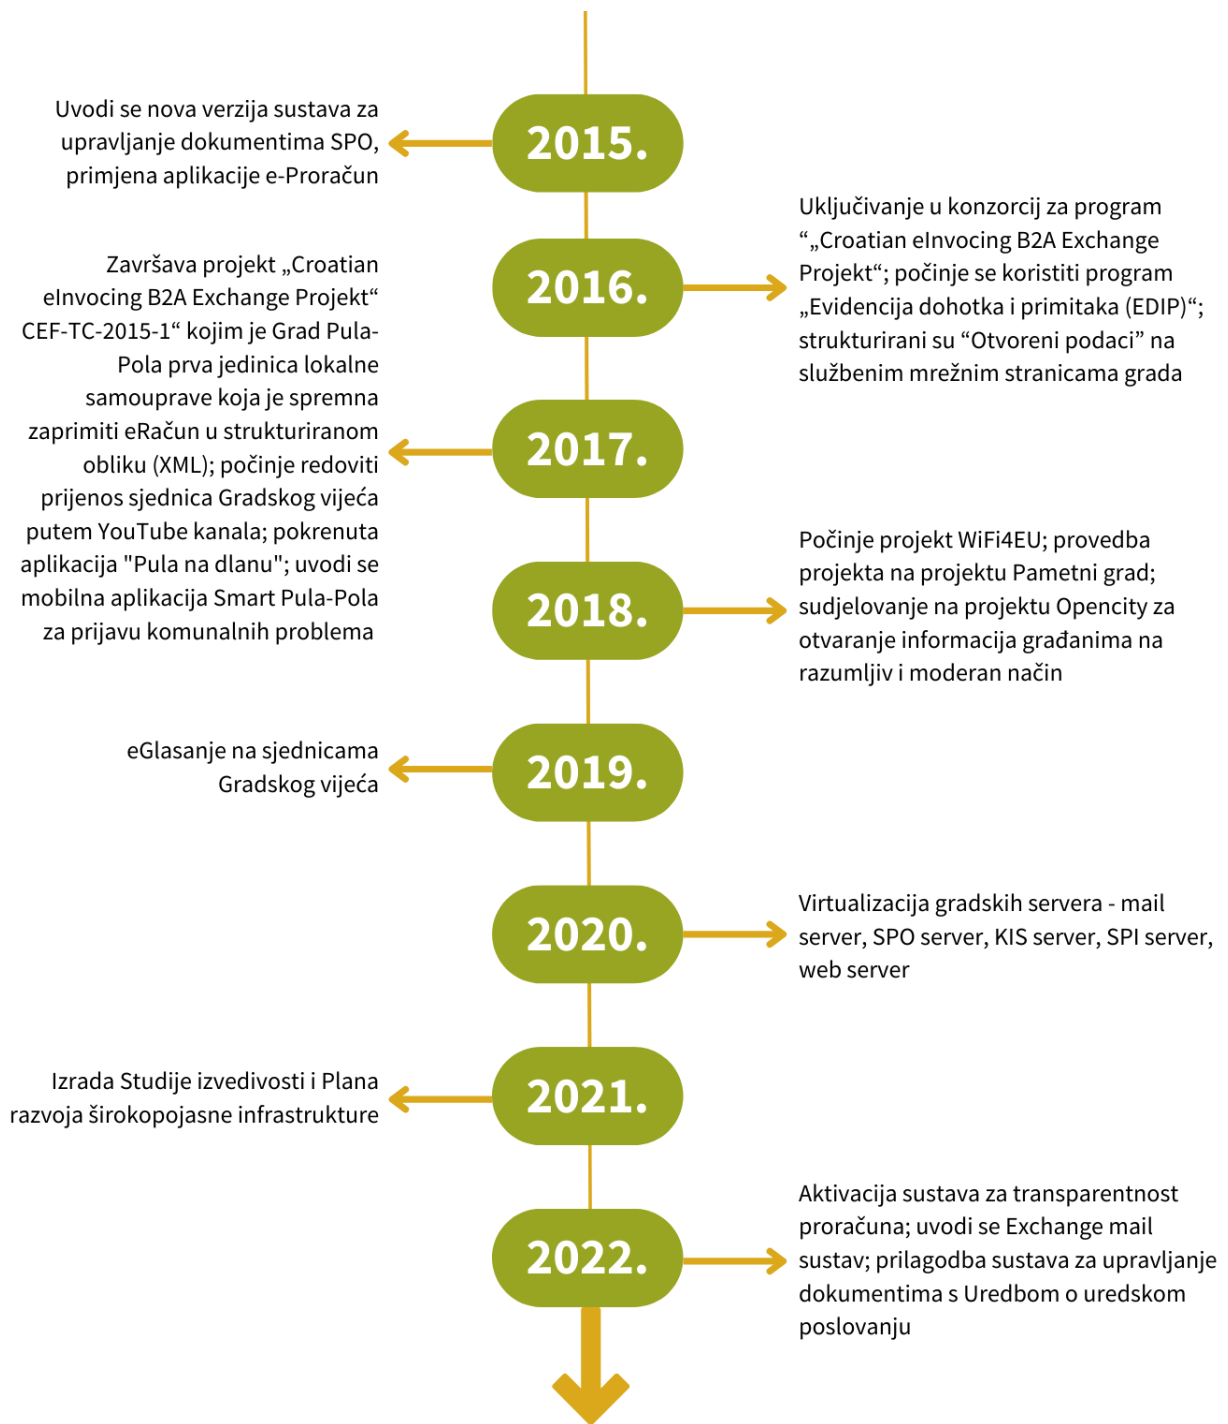 2015.
Uvodi se nova verzija sustava za
upravljanje dokumentima SPO,
primjena aplikacije e-Proračun
2016.
Uključivanje u konzorcij za program
“„Croatian eInvocing B2A Exchange
Projekt“; počinje se koristiti program
„Evidencija dohotka i primitaka (EDIP)“;
strukturirani su “Otvoreni podaci” na
službenim mrežnim stranicama grada
2017.
Završava projekt „Croatian
eInvocing B2A Exchange Projekt“
CEF-TC-2015-1“ kojim je Grad Pula-
Pola prva jedinica lokalne
samouprave koja je spremna
zaprimiti eRačun u strukturiranom
obliku (XML); počinje redoviti
prijenos sjednica Gradskog vijeća
putem YouTube kanala; pokrenuta
aplikacija "Pula na dlanu"; uvodi se
mobilna aplikacija Smart Pula-Pola
za prijavu komunalnih problema
2018.
Počinje projekt WiFi4EU; provedba
projekta na projektu Pametni grad;
sudjelovanje na projektu Opencity za
otvaranje informacija građanima na
razumljiv i moderan način
2019.
eGlasanje na sjednicama
Gradskog vijeća
2020.
Virtualizacija gradskih servera - mail
server, SPO server, KIS server, SPI server,
web server
2021.
Izrada Studije izvedivosti i Plana
razvoja širokopojasne infrastrukture
2022.
Aktivacija sustava za transparentnost
proračuna; uvodi se Exchange mail
sustav; prilagodba sustava za upravljanje
dokumentima s Uredbom o uredskom
poslovanju